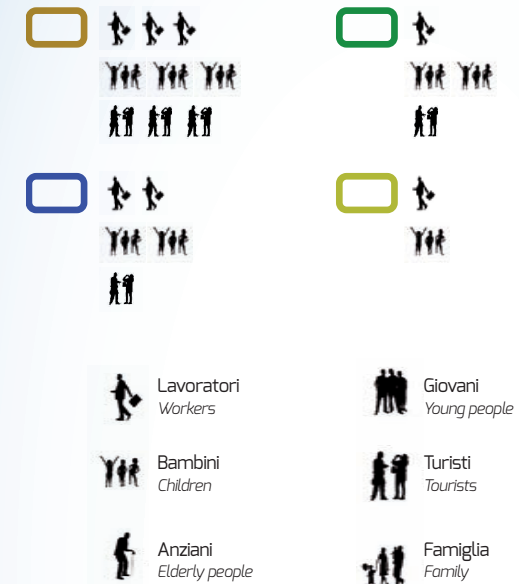 Lavoratori
Workers
Giovani
Young people
Bambini
Children
Turisti
Tourists
Anziani
Elderly people
Famiglia
Family